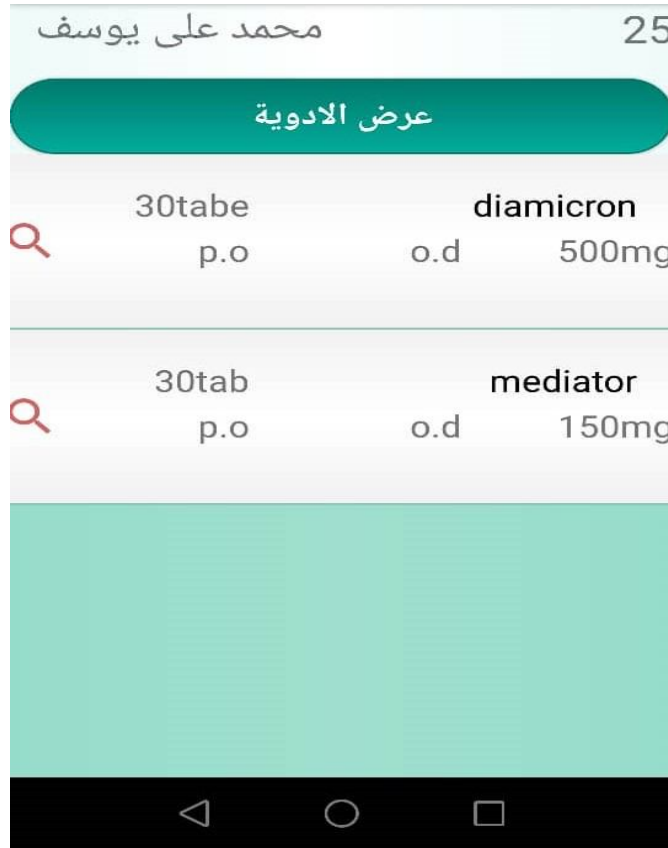 25 محمد على يوسف
عرض الادوية
diamicron 30tabe
500mg o.d p.o
mediator 30tab
150mg o.d p.o